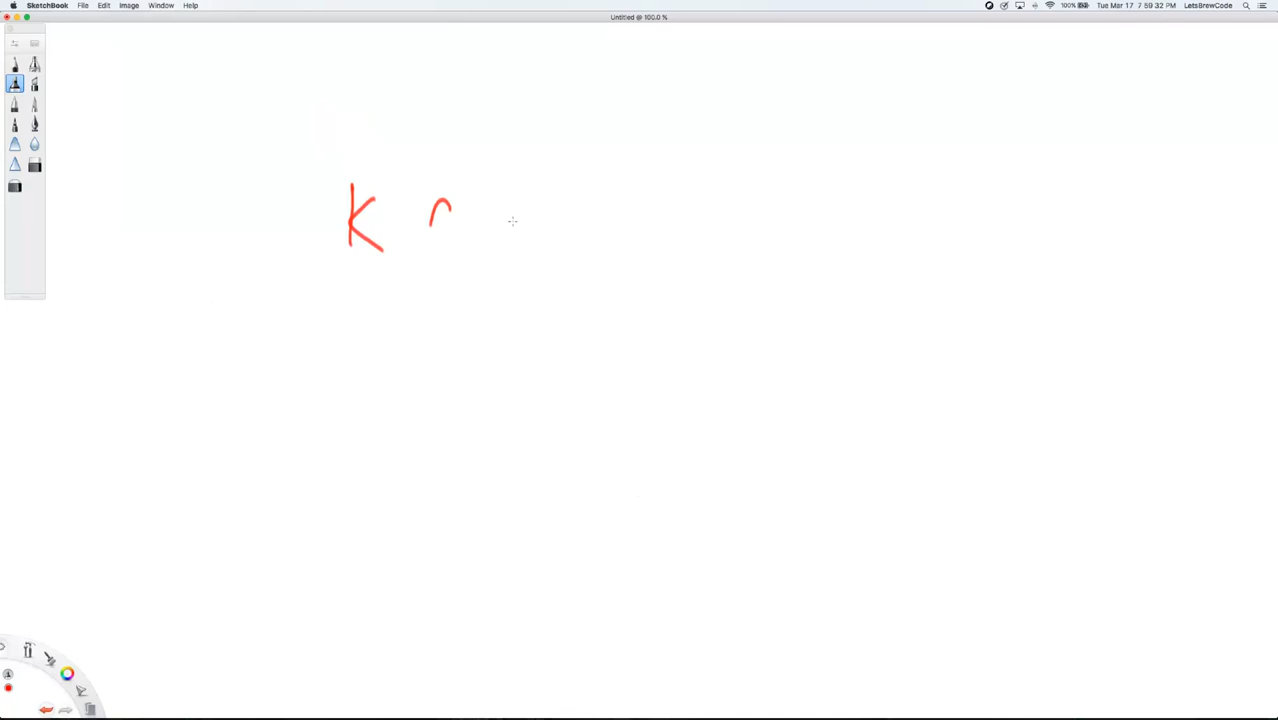 SketchBook File Edit Image Window Help 100% Tue Mar 17 7:59:32 PM LetsBrewCode
Untitled @ 100.0 %
K